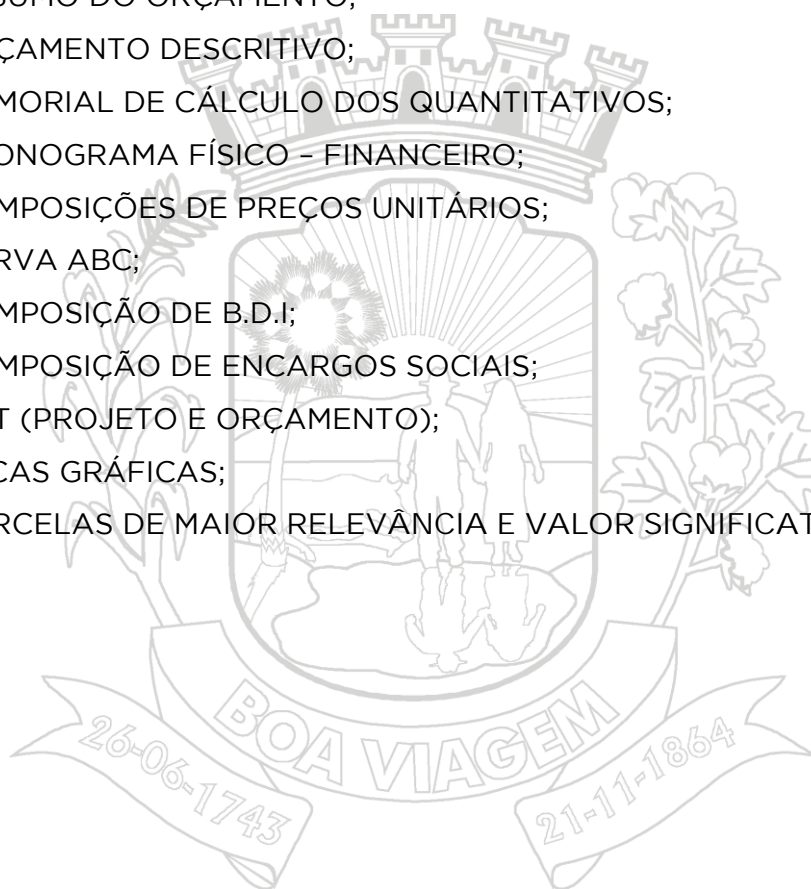 SUMO DO ORÇAMENTO;
ÇAMENTO DESCRITIVO;
MORIAL DE CÁLCULO DOS QUANTITATIVOS;
ONOGRAMA FÍSICO – FINANCEIRO;
MPOSIÇÕES DE PREÇOS UNITÁRIOS;
RVA ABC;
MPOSIÇÃO DE B.D.I;
MPOSIÇÃO DE ENCARGOS SOCIAIS;
T (PROJETO E ORÇAMENTO);
ÇAS GRÁFICAS;
RCELAS DE MAIOR RELEVÂNCIA E VALOR SIGNIFICAT
BOA VIAGEM
26-06-1743
21-11-1864